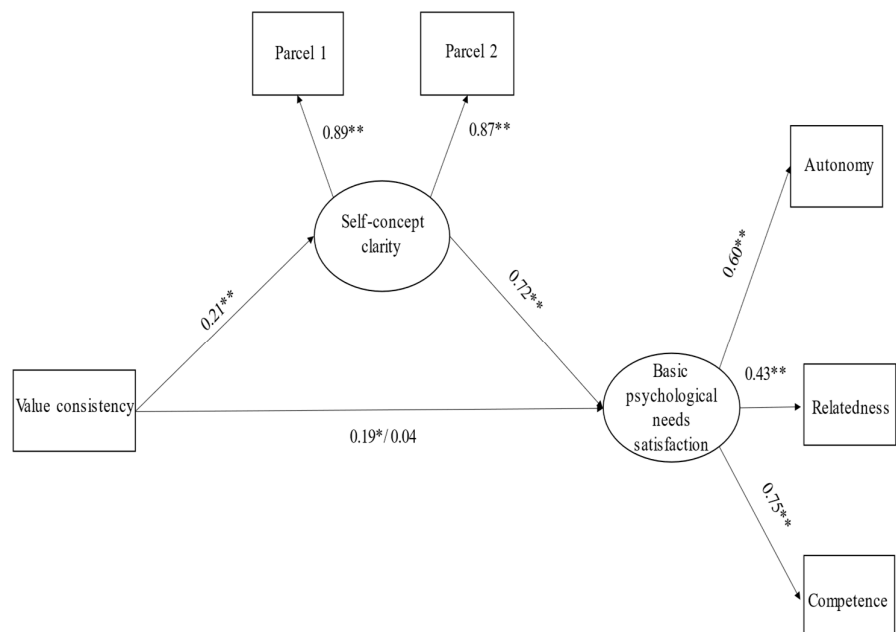 Parcel 1
Parcel 2
0.89**
0.87**
Autonomy
Self-concept
clarity
0.60**
0.21**
0.72**
Value consistency
Basic
psychological
needs
satisfaction
0.43**
Relatedness
0.19*/ 0.04
0.75**
Competence